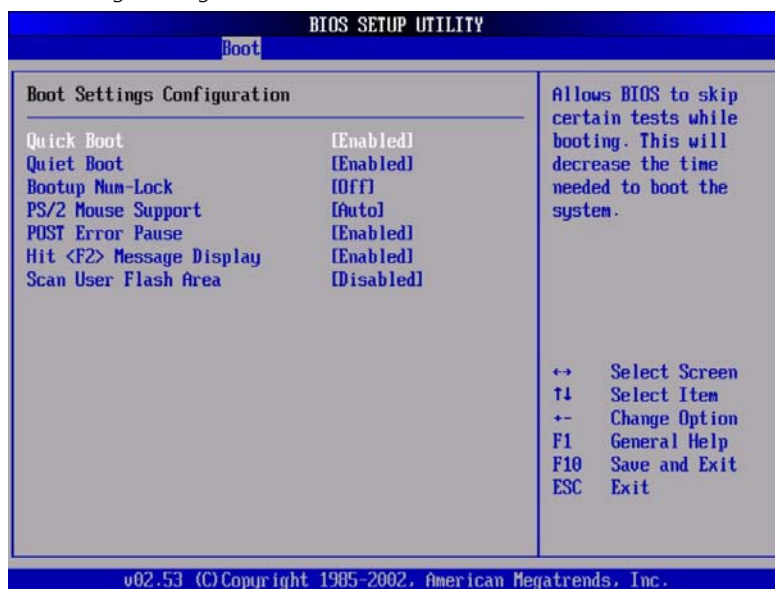 BIOS SETUP UTILITY
Boot
Boot Settings Configuration
Quick Boot [Enabled]
Quiet Boot [Enabled]
Bootup Num-Lock [Off]
PS/2 Mouse Support [Auto]
POST Error Pause [Enabled]
Hit <F2> Message Display [Enabled]
Scan User Flash Area [Disabled]
Allows BIOS to skip
certain tests while
booting. This will
decrease the time
needed to boot the
system.
↔ Select Screen
↑↓ Select Item
+- Change Option
F1 General Help
F10 Save and Exit
ESC Exit
v02.53 (C)Copyright 1985-2002, American Megatrends, Inc.